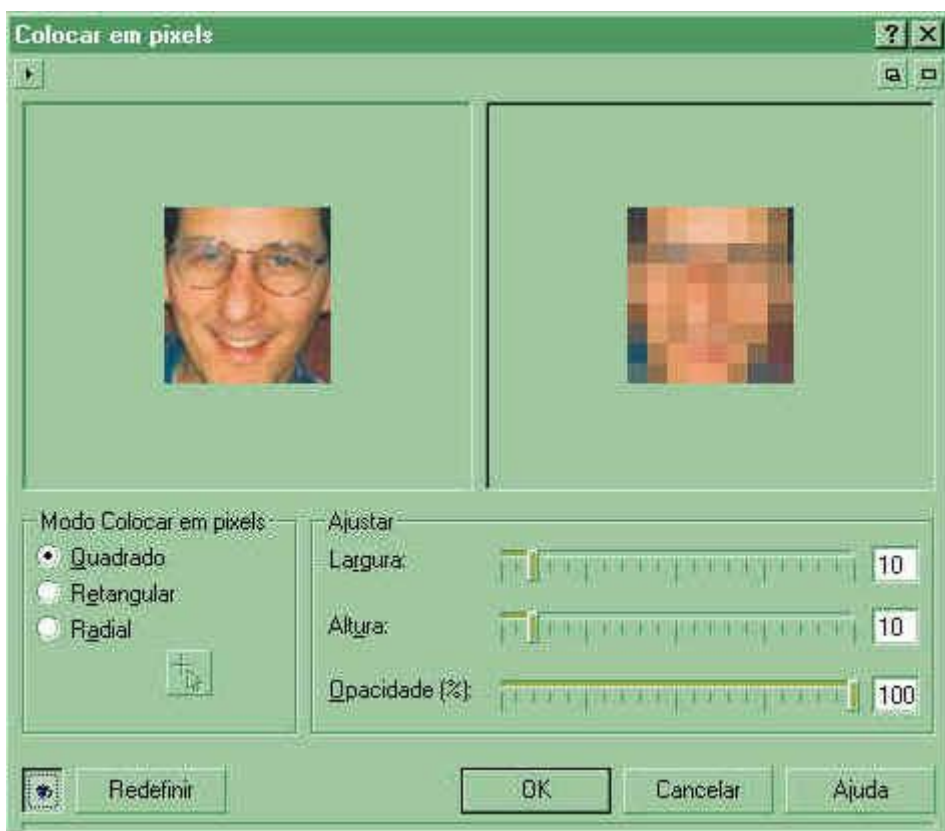 Colocar em pixels
Modo Colocar em pixels
Quadrado
Retangular
Radial
Ajustar
Largura: 10
Altura: 10
Opacidade (%): 100
Redefinir OK Cancelar Ajuda